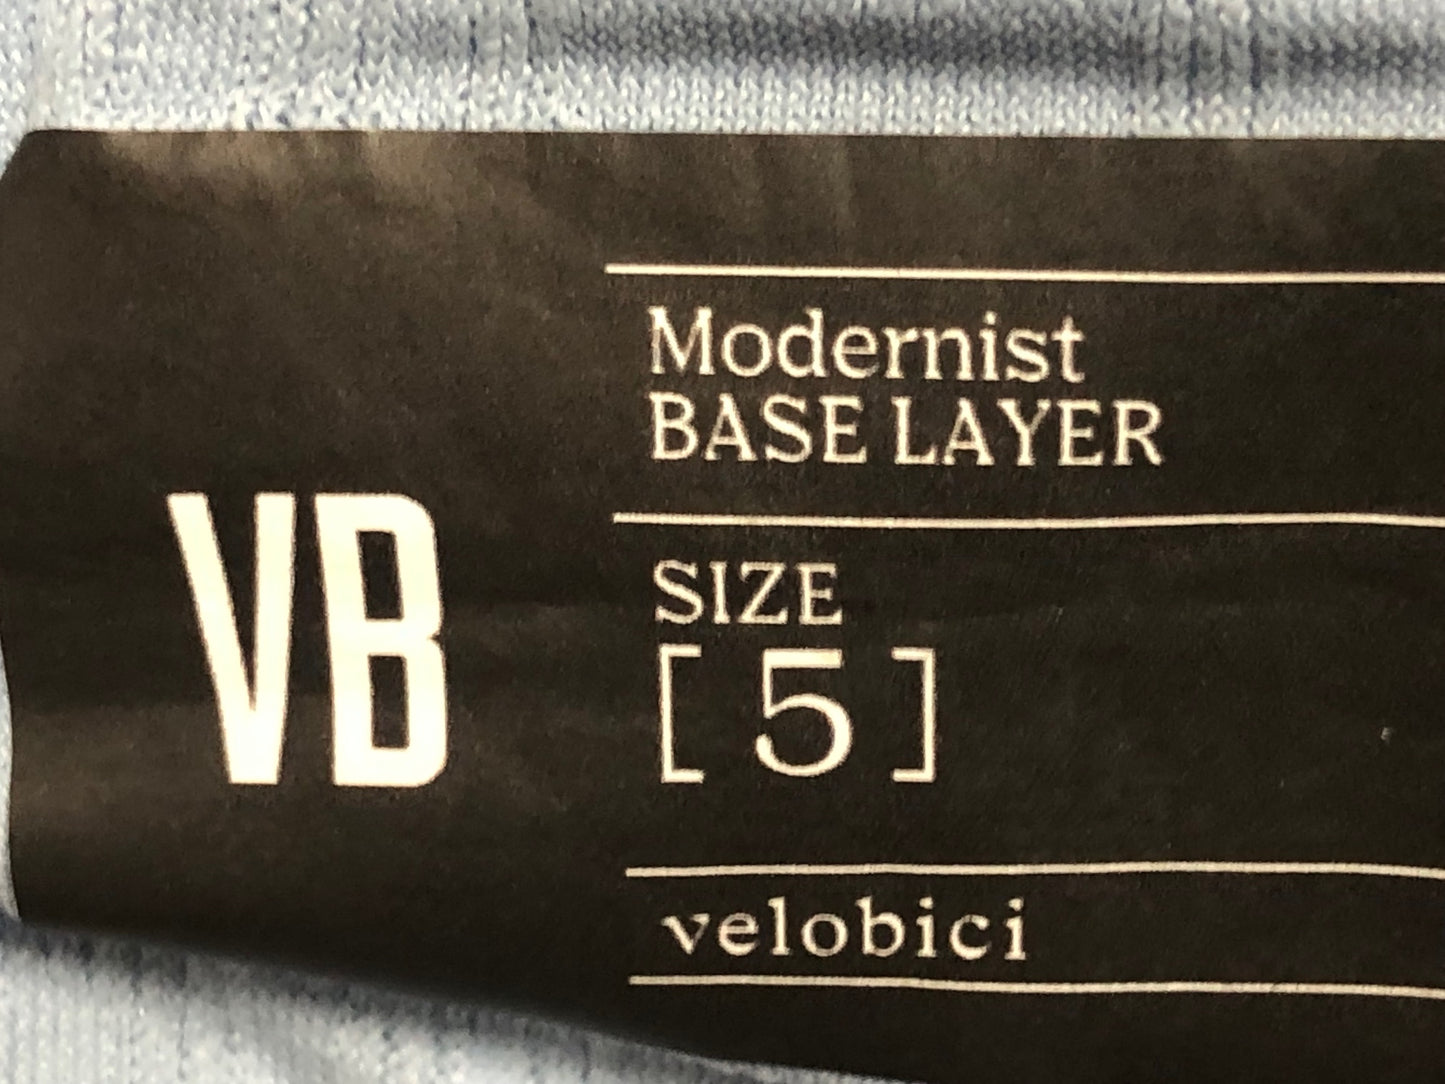 VB
Modernist
BASE LAYER
SIZE
[ 5 ]
velobici